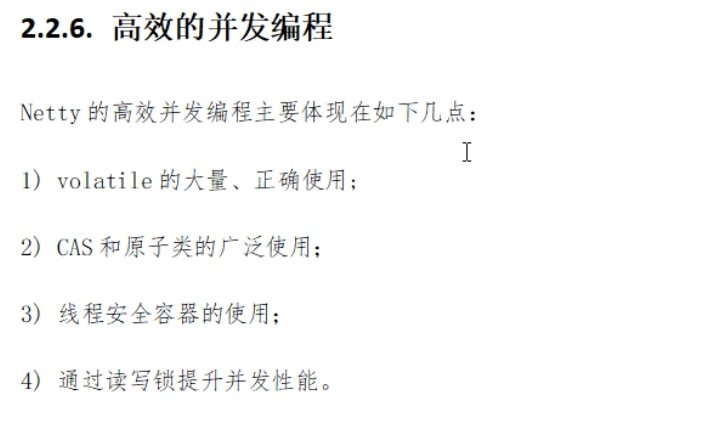 2.2.6. 高效的并发编程
Netty 的高效并发编程主要体现在如下几点：
1) volatile 的大量、正确使用；
2) CAS 和原子类的广泛使用；
3) 线程安全容器的使用；
4) 通过读写锁提升并发性能。